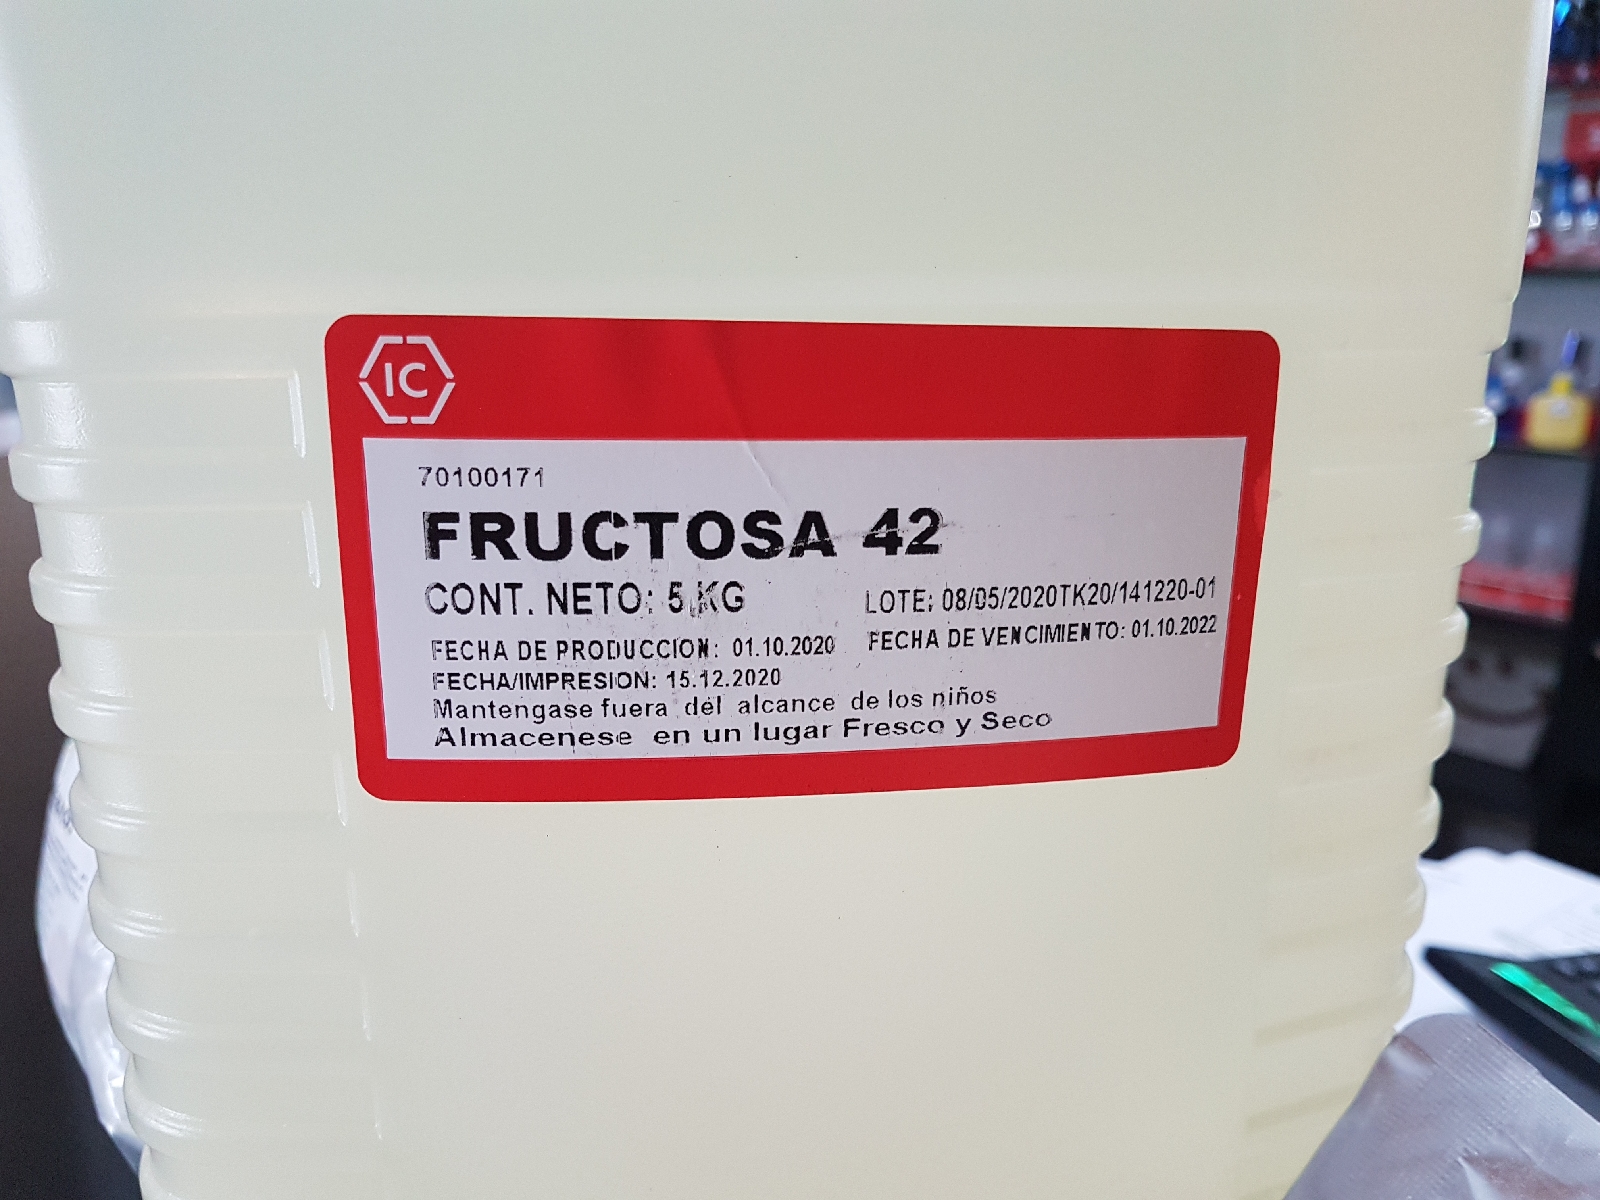 IC
70100171
FRUCTOSA 42
CONT. NETO: 5 KG
LOTE: 08/05/2020TK20/141220-01
FECHA DE PRODUCCION: 01.10.2020
FECHA DE VENCIMIENTO: 01.10.2022
FECHA/IMPRESION: 15.12.2020
Mantengase fuera del alcance de los niños
Almacenese en un lugar Fresco y Seco